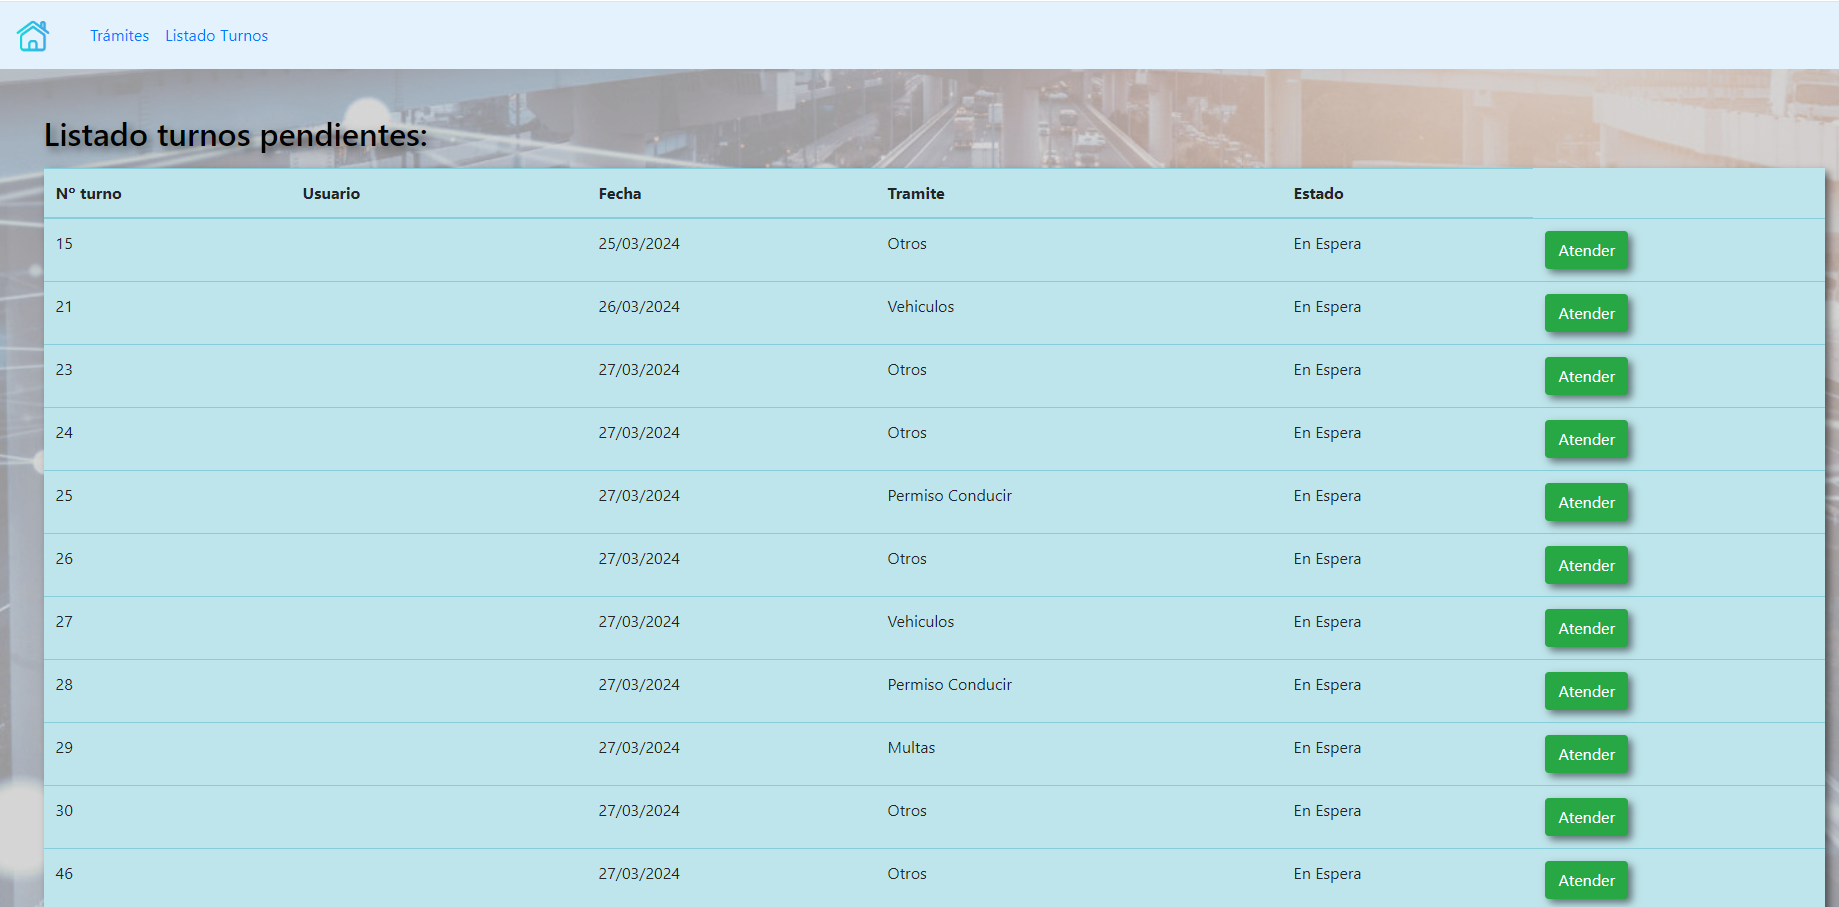 Trámites Listado Turnos
Listado turnos pendientes:
Nº turno Usuario Fecha Tramite Estado
15 25/03/2024 Otros En Espera Atender
21 26/03/2024 Vehiculos En Espera Atender
23 27/03/2024 Otros En Espera Atender
24 27/03/2024 Otros En Espera Atender
25 27/03/2024 Permiso Conducir En Espera Atender
26 27/03/2024 Otros En Espera Atender
27 27/03/2024 Vehiculos En Espera Atender
28 27/03/2024 Permiso Conducir En Espera Atender
29 27/03/2024 Multas En Espera Atender
30 27/03/2024 Otros En Espera Atender
46 27/03/2024 Otros En Espera Atender